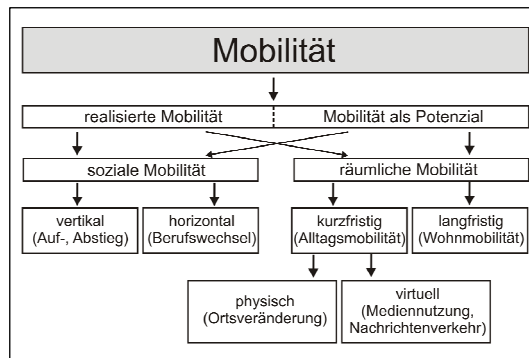 Mobilität
realisierte Mobilität
Mobilität als Potenzial
soziale Mobilität
räumliche Mobilität
vertikal
(Auf-, Abstieg)
horizontal
(Berufswechsel)
kurzfristig
(Alltagsmobilität)
langfristig
(Wohnmobilität)
physisch
(Ortsveränderung)
virtuell
(Mediennutzung,
Nachrichtenverkehr)